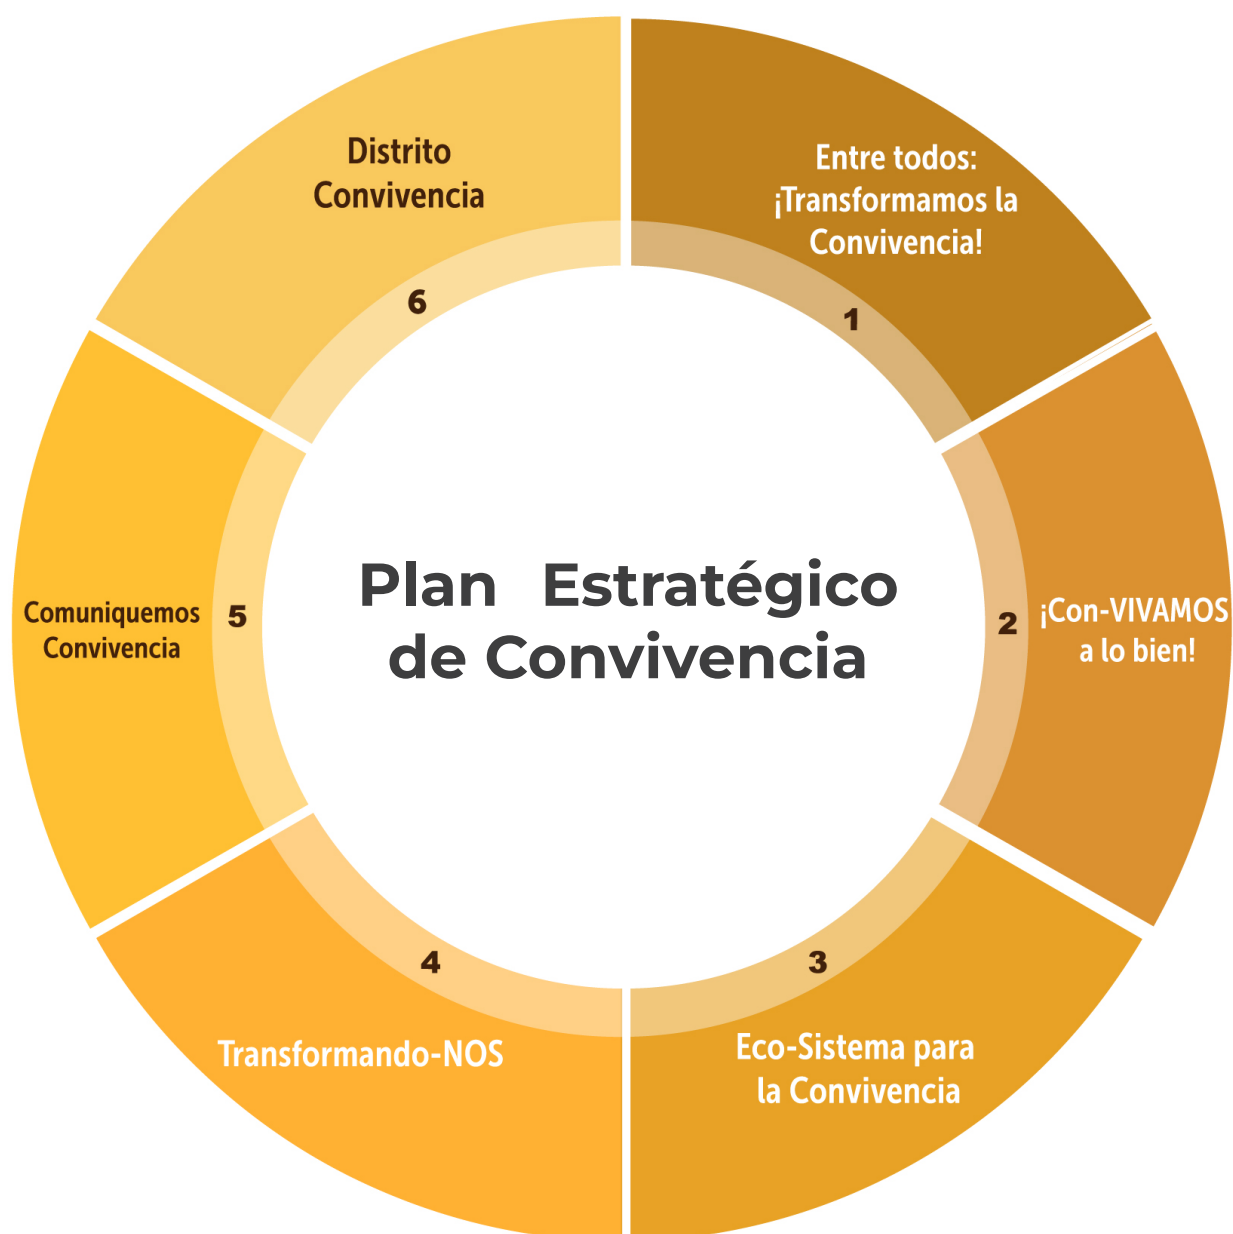 Plan Estratégico
de Convivencia
1
Entre todos:
¡Transformamos la
Convivencia!
2
¡Con-VIVAMOS
a lo bien!
3
Eco-Sistema para
la Convivencia
4
Transformando-NOS
5
Comuniquemos
Convivencia
6
Distrito
Convivencia